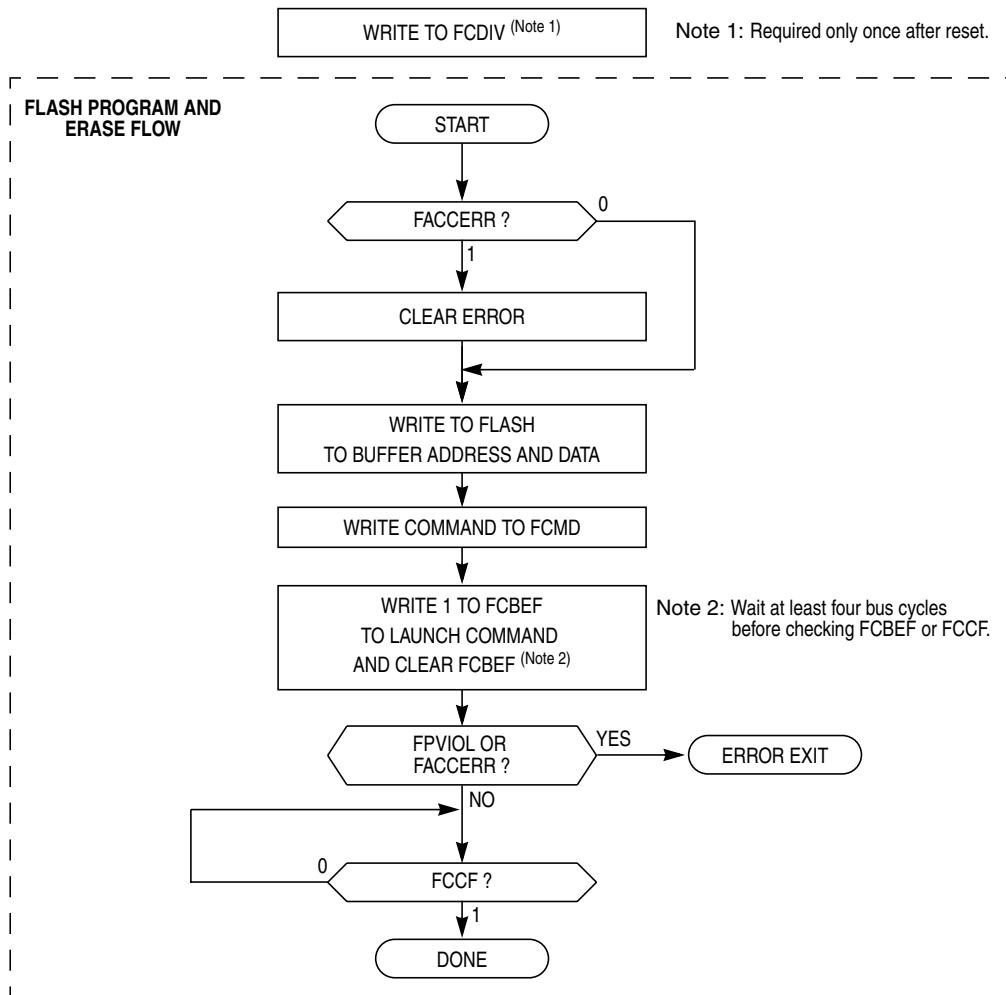 WRITE TO FCDIV (Note 1)
Note 1: Required only once after reset.
FLASH PROGRAM AND
ERASE FLOW
START
FACCERR ?
0
1
CLEAR ERROR
WRITE TO FLASH
TO BUFFER ADDRESS AND DATA
WRITE COMMAND TO FCMD
WRITE 1 TO FCBEF
TO LAUNCH COMMAND
AND CLEAR FCBEF (Note 2)
Note 2: Wait at least four bus cycles
before checking FCBEF or FCCF.
FPVIOL OR
FACCERR ?
YES
ERROR EXIT
NO
0
FCCF ?
1
DONE